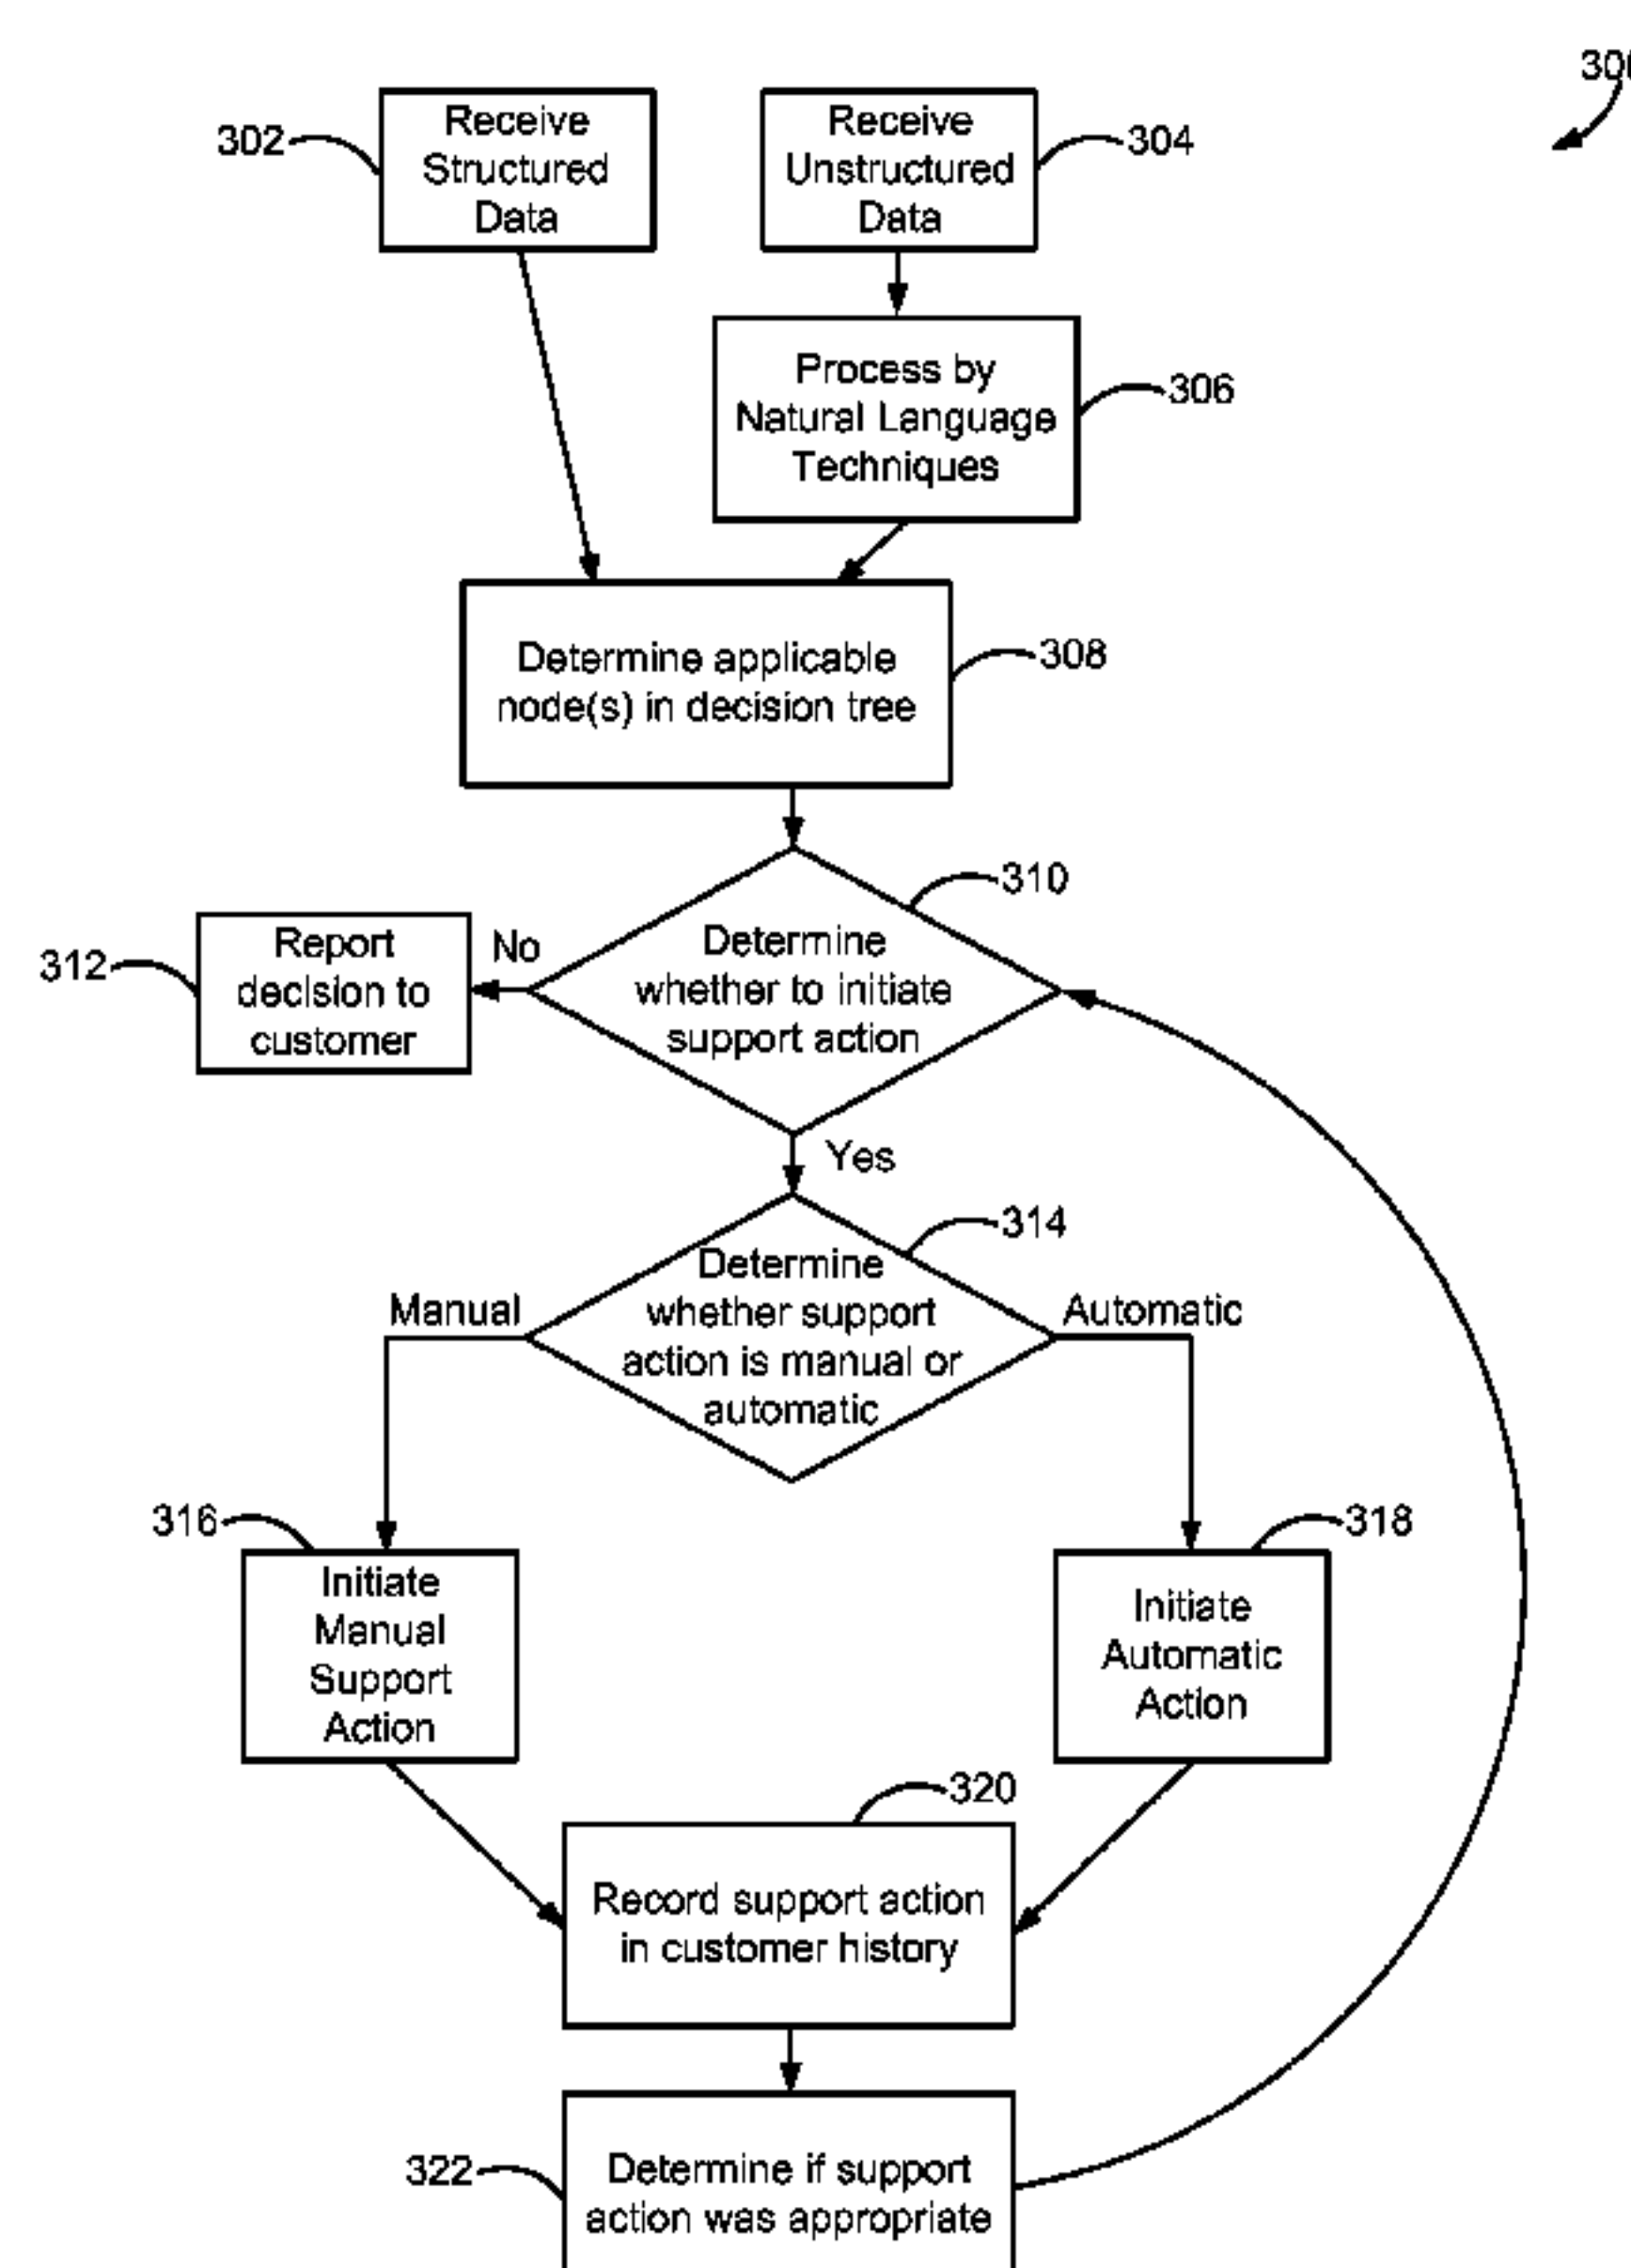 302
Receive
Structured
Data
Receive
Unstructured
Data
304
Process by
Natural Language
Techniques
306
Determine applicable
node(s) in decision tree
308
310
Determine
whether to initiate
support action
No
312
Report
decision to
customer
Yes
314
Determine
whether support
action is manual or
automatic
Manual
Automatic
316
Initiate
Manual
Support
Action
318
Initiate
Automatic
Action
320
Record support action
in customer history
322
Determine if support
action was appropriate